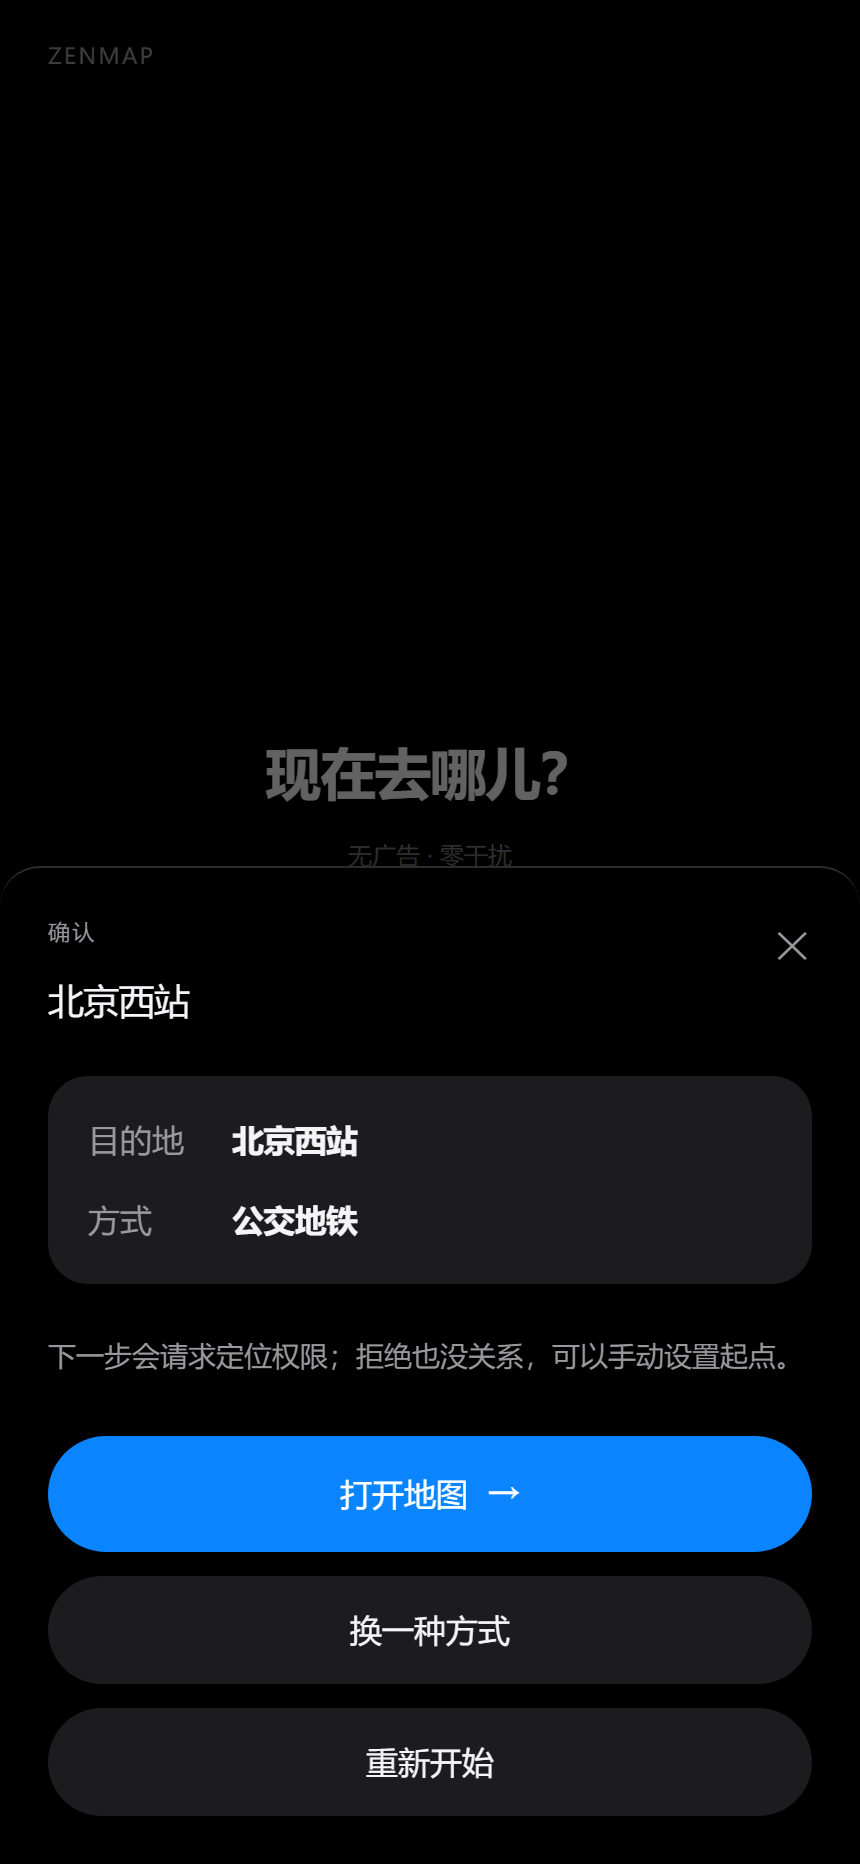 ZENMAP
现在去哪儿？
无广告 · 零干扰
确认
北京西站
目的地 北京西站
方式 公交地铁
下一步会请求定位权限；拒绝也没关系，可以手动设置起点。
打开地图 →
换一种方式
重新开始